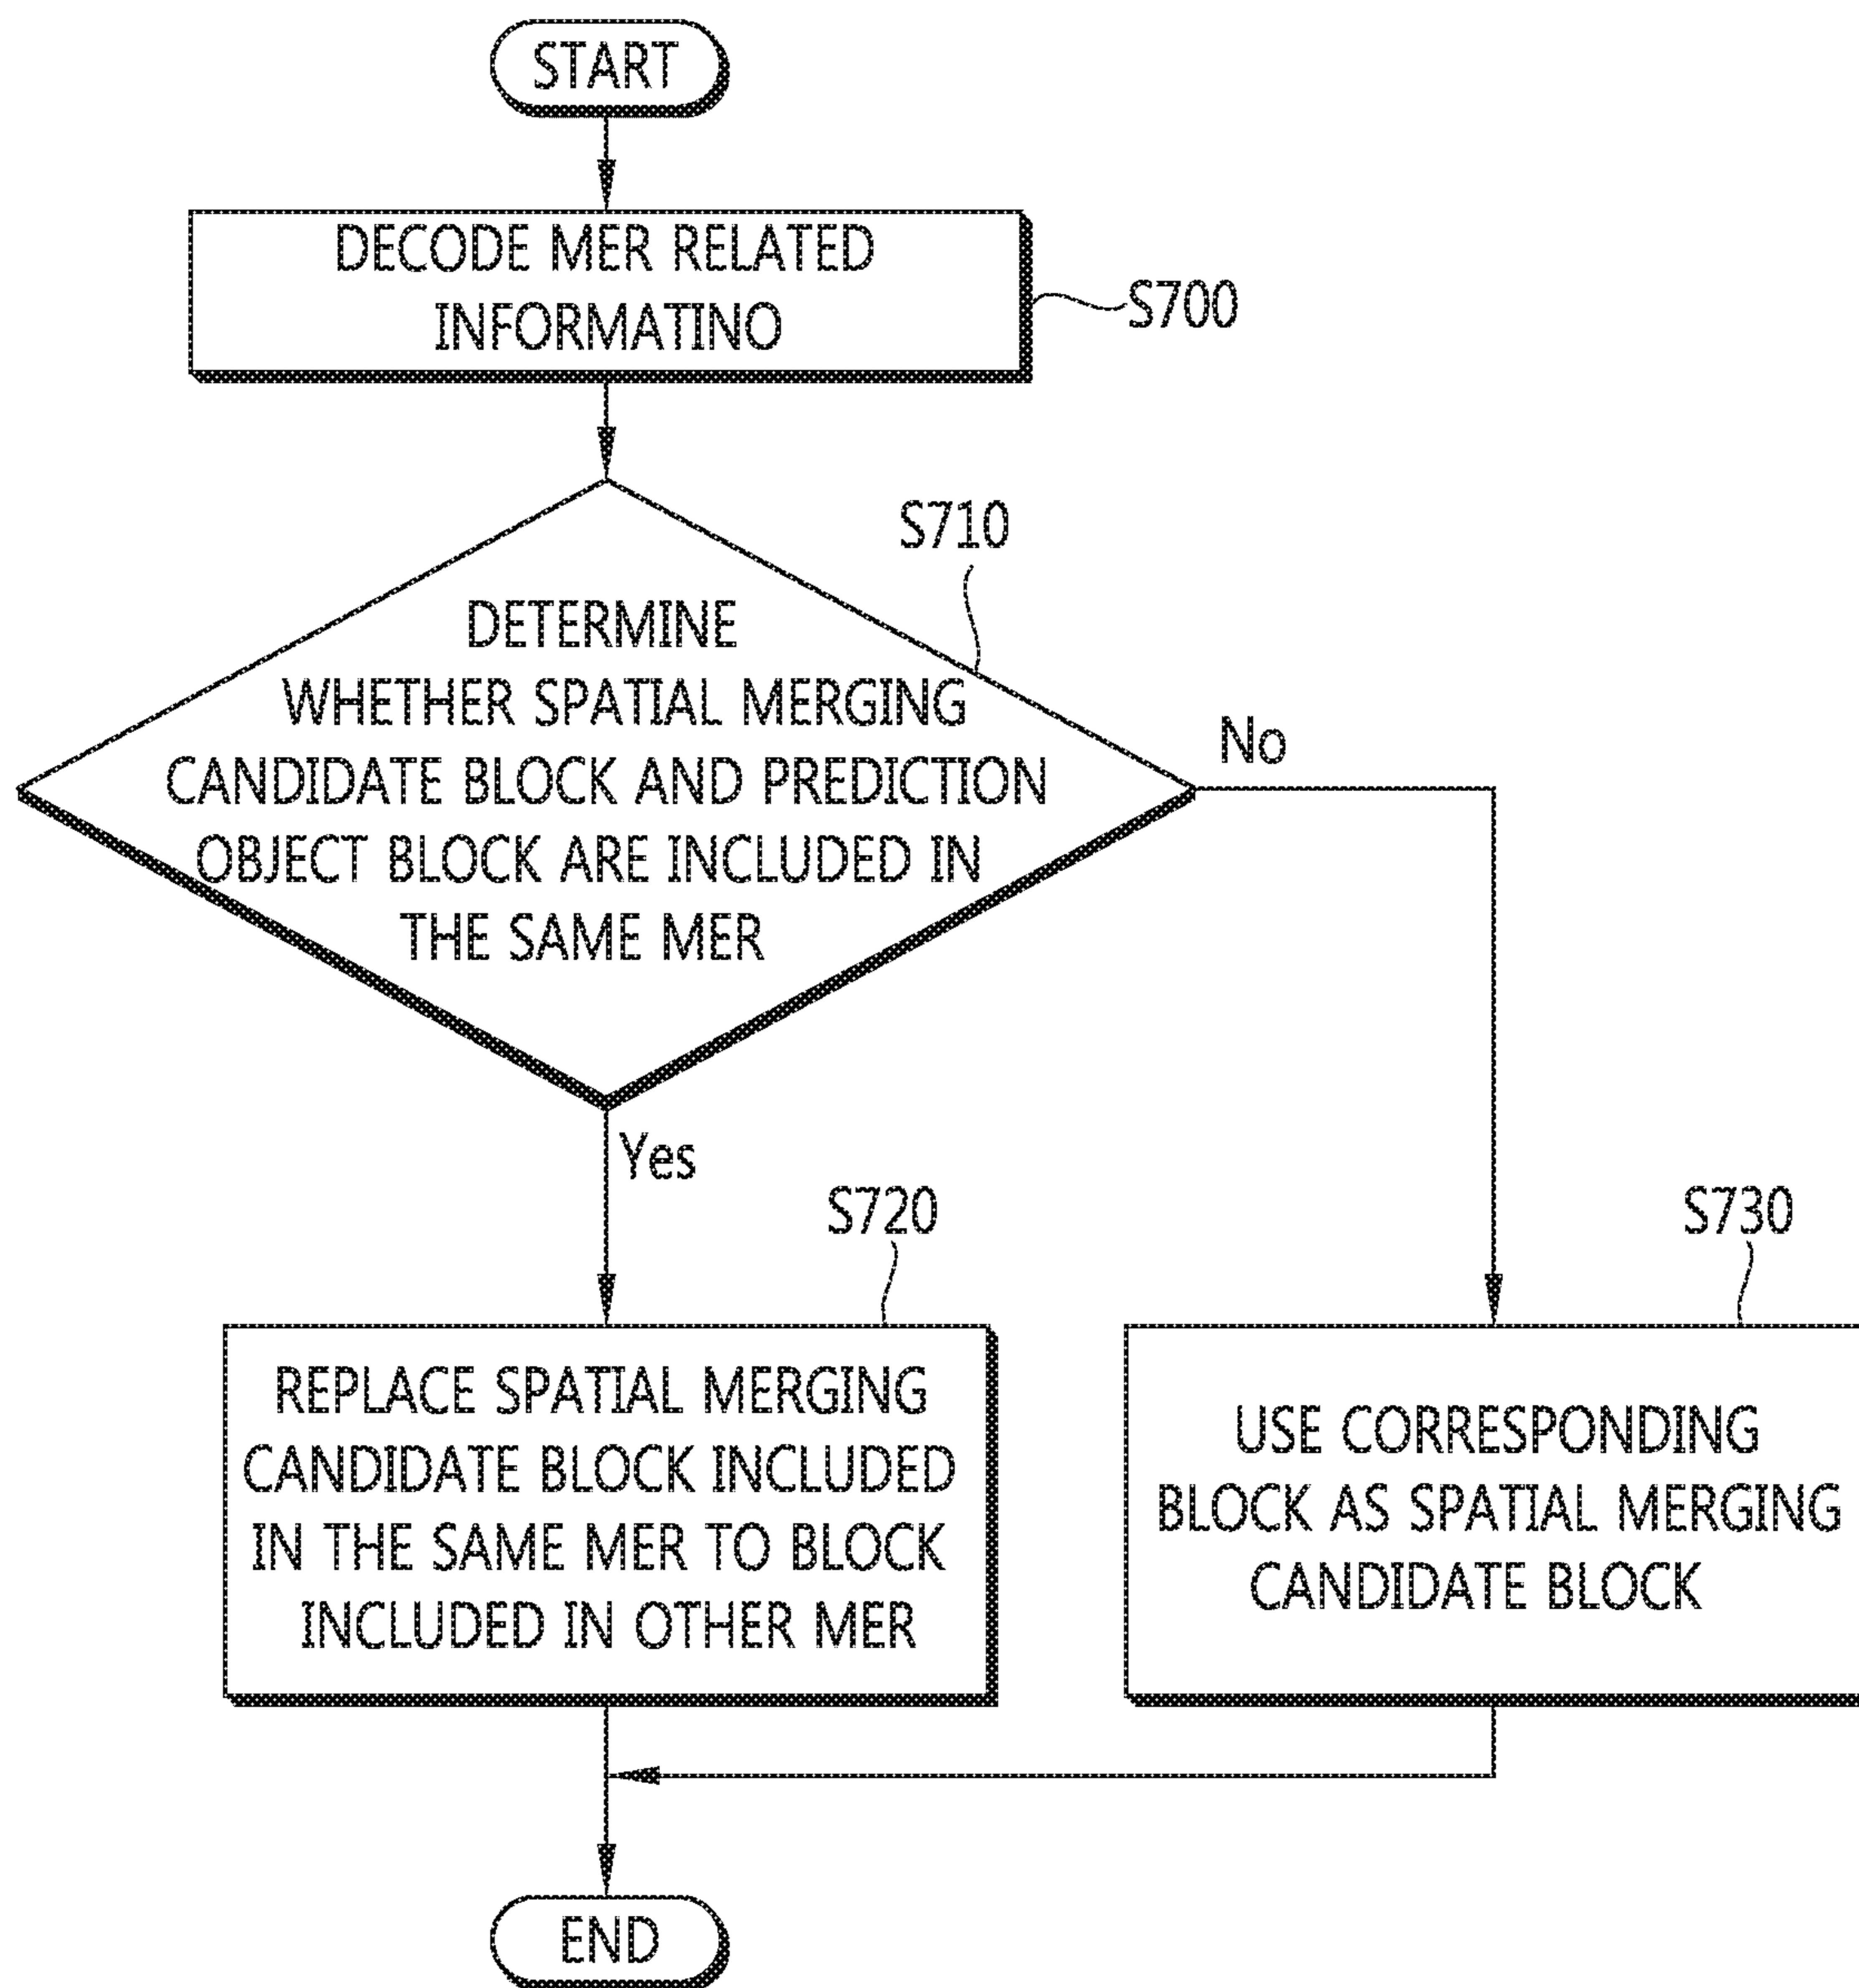 START
DECODE MER RELATED
INFORMATINO
S700
S710
DETERMINE
WHETHER SPATIAL MERGING
CANDIDATE BLOCK AND PREDICTION
OBJECT BLOCK ARE INCLUDED IN
THE SAME MER
No
Yes
S720
REPLACE SPATIAL MERGING
CANDIDATE BLOCK INCLUDED
IN THE SAME MER TO BLOCK
INCLUDED IN OTHER MER
S730
USE CORRESPONDING
BLOCK AS SPATIAL MERGING
CANDIDATE BLOCK
END